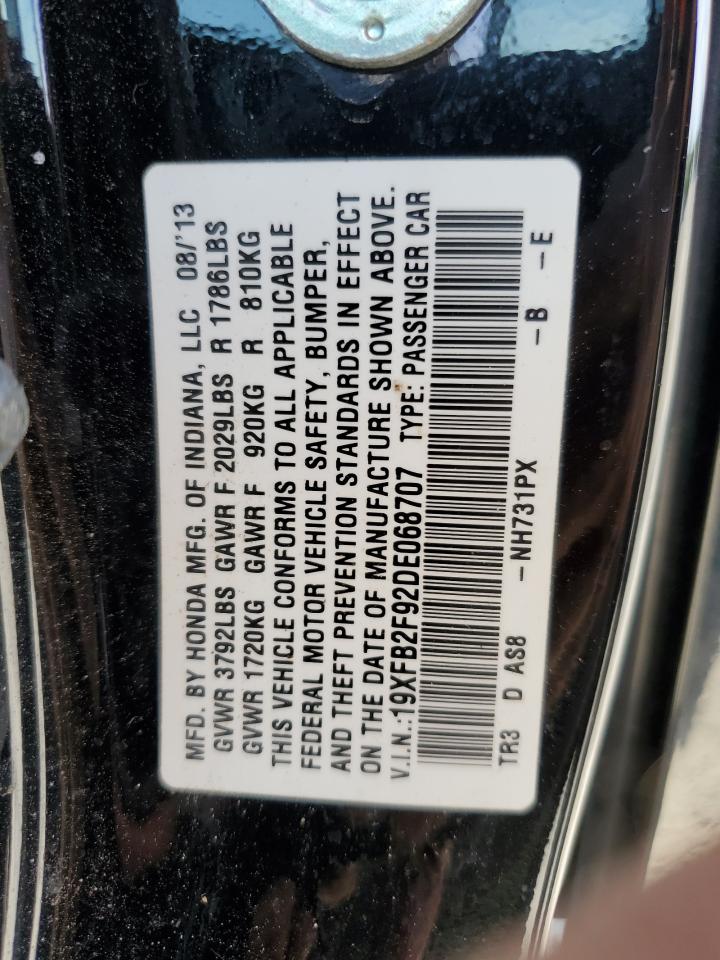 MFD. BY HONDA MFG. OF INDIANA, LLC 08/'13
GVWR 3792LBS GAWR F 2029LBS R 1786LBS
GVWR 1720KG GAWR F 920KG R 810KG
THIS VEHICLE CONFORMS TO ALL APPLICABLE
FEDERAL MOTOR VEHICLE SAFETY, BUMPER,
AND THEFT PREVENTION STANDARDS IN EFFECT
ON THE DATE OF MANUFACTURE SHOWN ABOVE.
V.I.N.:19XFB2F92DE068707 TYPE: PASSENGER CAR
TR3 D AS8 -NH731PX -B -E